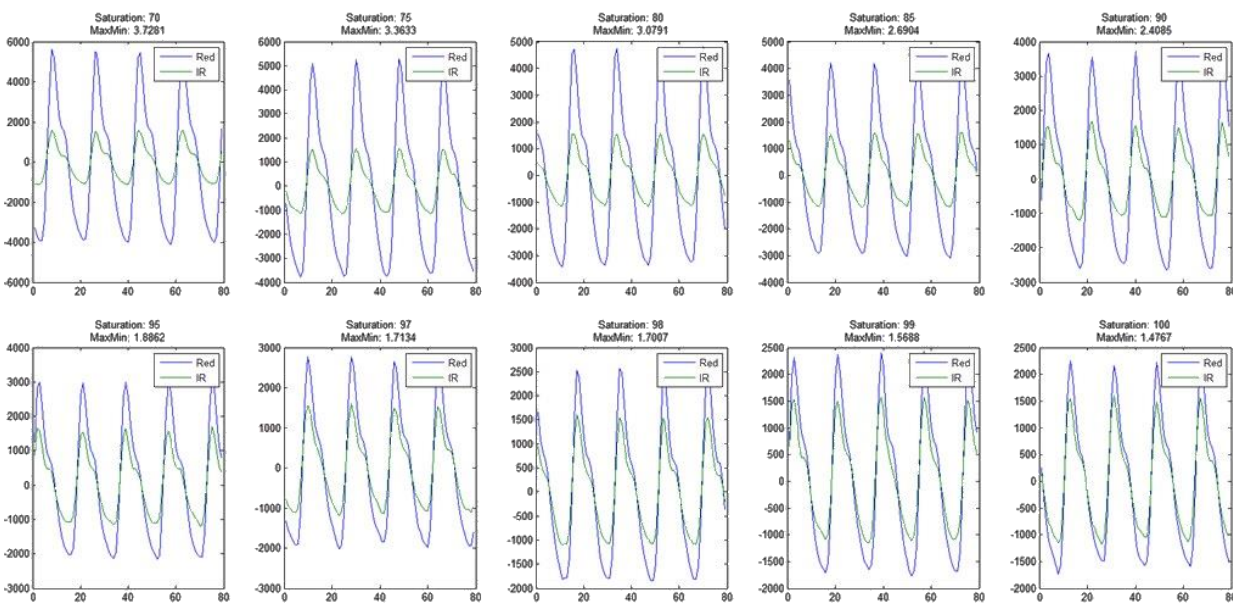 Saturation: 70
MaxMin: 3.7281
6000
4000
2000
0
-2000
-4000
-6000
0 20 40 60 80
Red
IR
Saturation: 75
MaxMin: 3.3633
6000
5000
4000
3000
2000
1000
0
-1000
-2000
-3000
-4000
0 20 40 60 80
Red
IR
Saturation: 80
MaxMin: 3.0791
5000
4000
3000
2000
1000
0
-1000
-2000
-3000
-4000
0 20 40 60 80
Red
IR
Saturation: 85
MaxMin: 2.6904
6000
5000
4000
3000
2000
1000
0
-1000
-2000
-3000
-4000
0 20 40 60 80
Red
IR
Saturation: 90
MaxMin: 2.4085
4000
3000
2000
1000
0
-1000
-2000
-3000
0 20 40 60 80
Red
IR
Saturation: 95
MaxMin: 1.8862
4000
3000
2000
1000
0
-1000
-2000
-3000
0 20 40 60 80
Red
IR
Saturation: 97
MaxMin: 1.7134
3000
2000
1000
0
-1000
-2000
-3000
0 20 40 60 80
Red
IR
Saturation: 98
MaxMin: 1.7007
3000
2500
2000
1500
1000
500
0
-500
-1000
-1500
-2000
0 20 40 60 80
Red
IR
Saturation: 99
MaxMin: 1.5688
2500
2000
1500
1000
500
0
-500
-1000
-1500
-2000
0 20 40 60 80
Red
IR
Saturation: 100
MaxMin: 1.4767
2500
2000
1500
1000
500
0
-500
-1000
-1500
-2000
0 20 40 60 80
Red
IR